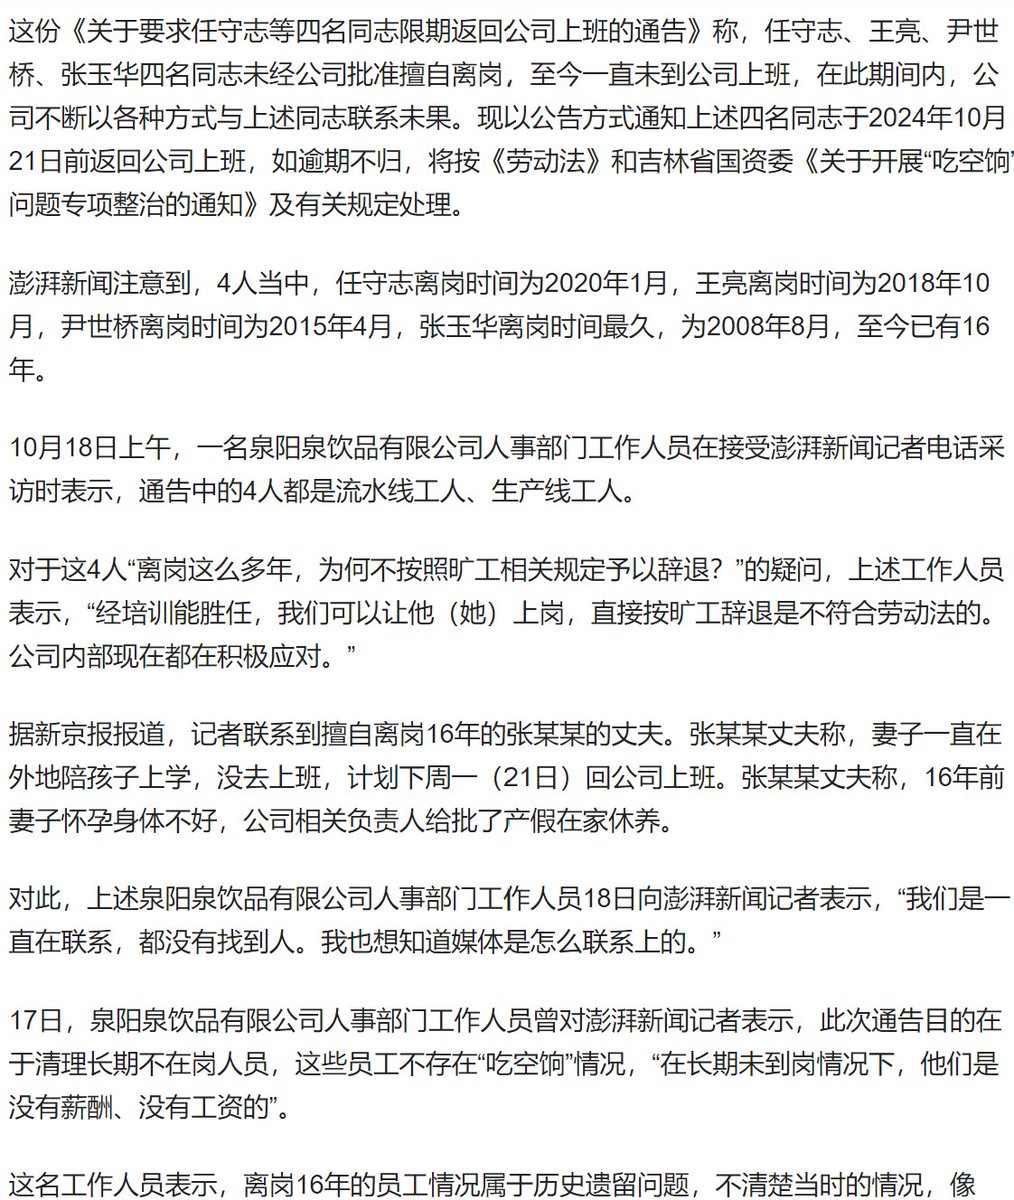 这份《关于要求任守志等四名同志限期返回公司上班的通告》称，任守志、王亮、尹世
桥、张玉华四名同志未经公司批准擅自离岗，至今一直未到公司上班，在此期间内，公
司不断以各种方式与上述同志联系未果。现以公告方式通知上述四名同志于2024年10月
21日前返回公司上班，如逾期不归，将按《劳动法》和吉林省国资委《关于开展“吃空饷”
问题专项整治的通知》及有关规定处理。
澎湃新闻注意到，4人当中，任守志离岗时间为2020年1月，王亮离岗时间为2018年10
月，尹世桥离岗时间为2015年4月，张玉华离岗时间最久，为2008年8月，至今已有16
年。
10月18日上午，一名泉阳泉饮品有限公司人事部门工作人员在接受澎湃新闻记者电话采
访时表示，通告中的4人都是流水线工人、生产线工人。
对于这4人“离岗这么多年，为何不按照旷工相关规定予以辞退？”的疑问，上述工作人员
表示，“经培训能胜任，我们可以让他（她）上岗，直接按旷工辞退是不符合劳动法的。
公司内部现在都在积极应对。”
据新京报报道，记者联系到擅自离岗16年的张某某的丈夫。张某某丈夫称，妻子一直在
外地陪孩子上学，没去上班，计划下周一（21日）回公司上班。张某某丈夫称，16年前
妻子怀孕身体不好，公司相关负责人给批了产假在家休养。
对此，上述泉阳泉饮品有限公司人事部门工作人员18日向澎湃新闻记者表示，“我们是一
直在联系，都没有找到人。我也想知道媒体是怎么联系上的。”
17日，泉阳泉饮品有限公司人事部门工作人员曾对澎湃新闻记者表示，此次通告目的在
于清理长期不在岗人员，这些员工不存在“吃空饷”情况，“在长期未到岗情况下，他们是
没有薪酬、没有工资的”。
这名工作人员表示，离岗16年的员工情况属于历史遗留问题，不清楚当时的情况，像